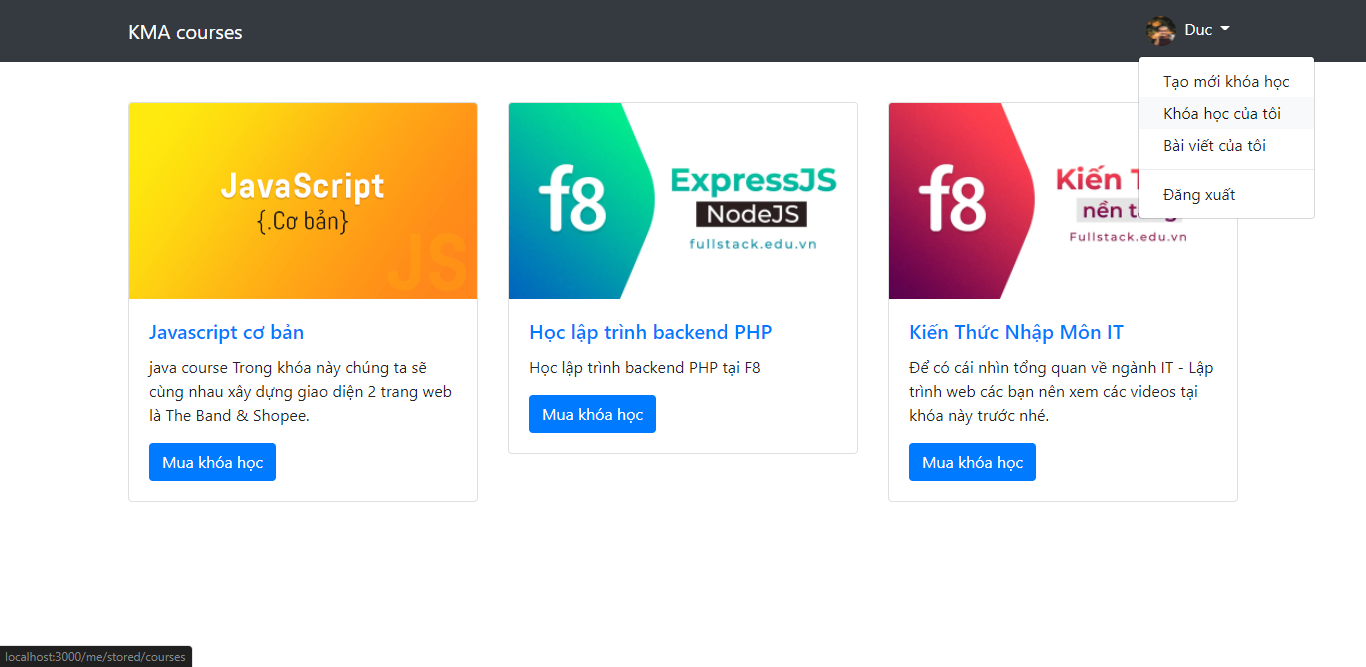 KMA courses
Duc
Tạo mới khóa học
Khóa học của tôi
Bài viết của tôi
Đăng xuất
JavaScript
{.Cơ bản}
JS
f8
ExpressJS
NodeJS
fullstack.edu.vn
f8
Kiến
nền
Fullstack.edu.vn
Javascript cơ bản
java course Trong khóa này chúng ta sẽ
cùng nhau xây dựng giao diện 2 trang web
là The Band & Shopee.
Mua khóa học
Học lập trình backend PHP
Học lập trình backend PHP tại F8
Mua khóa học
Kiến Thức Nhập Môn IT
Để có cái nhìn tổng quan về ngành IT - Lập
trình web các bạn nên xem các videos tại
khóa này trước nhé.
Mua khóa học
localhost:3000/me/stored/courses